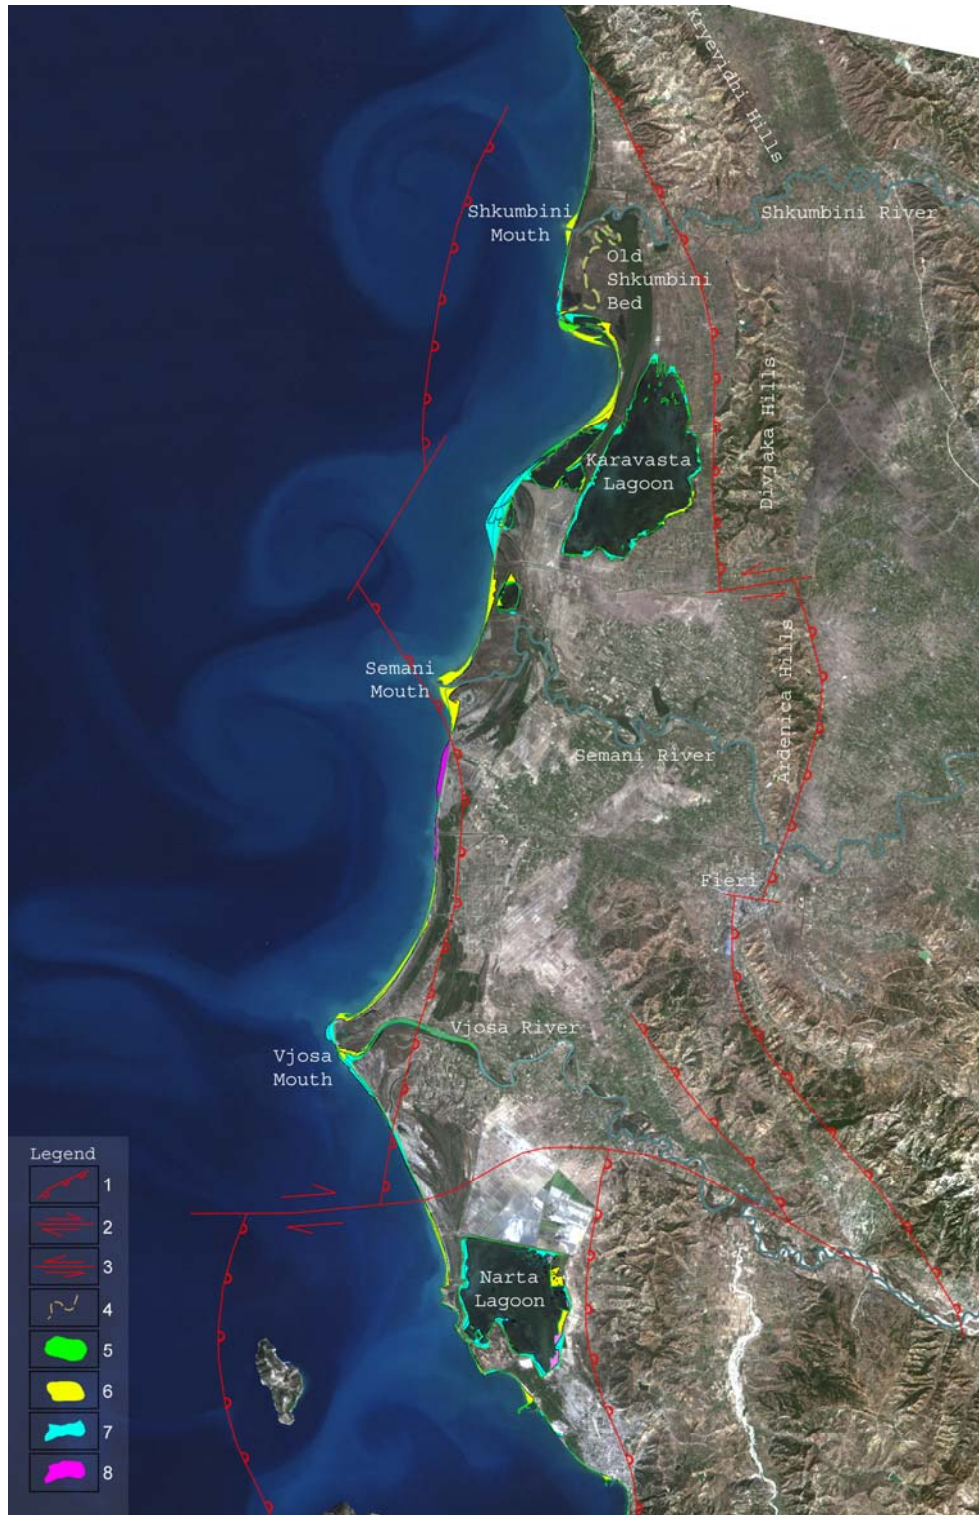 Kryevidhi Hills
Shkumbini
Mouth
Shkumbini River
Old
Shkumbini
Bed
Divjaka Hills
Karavasta
Lagoon
Ardenica Hills
Semani
Mouth
Semani River
Fieri
Vjosa River
Vjosa
Mouth
Narta
Lagoon
Legend
1
2
3
4
5
6
7
8